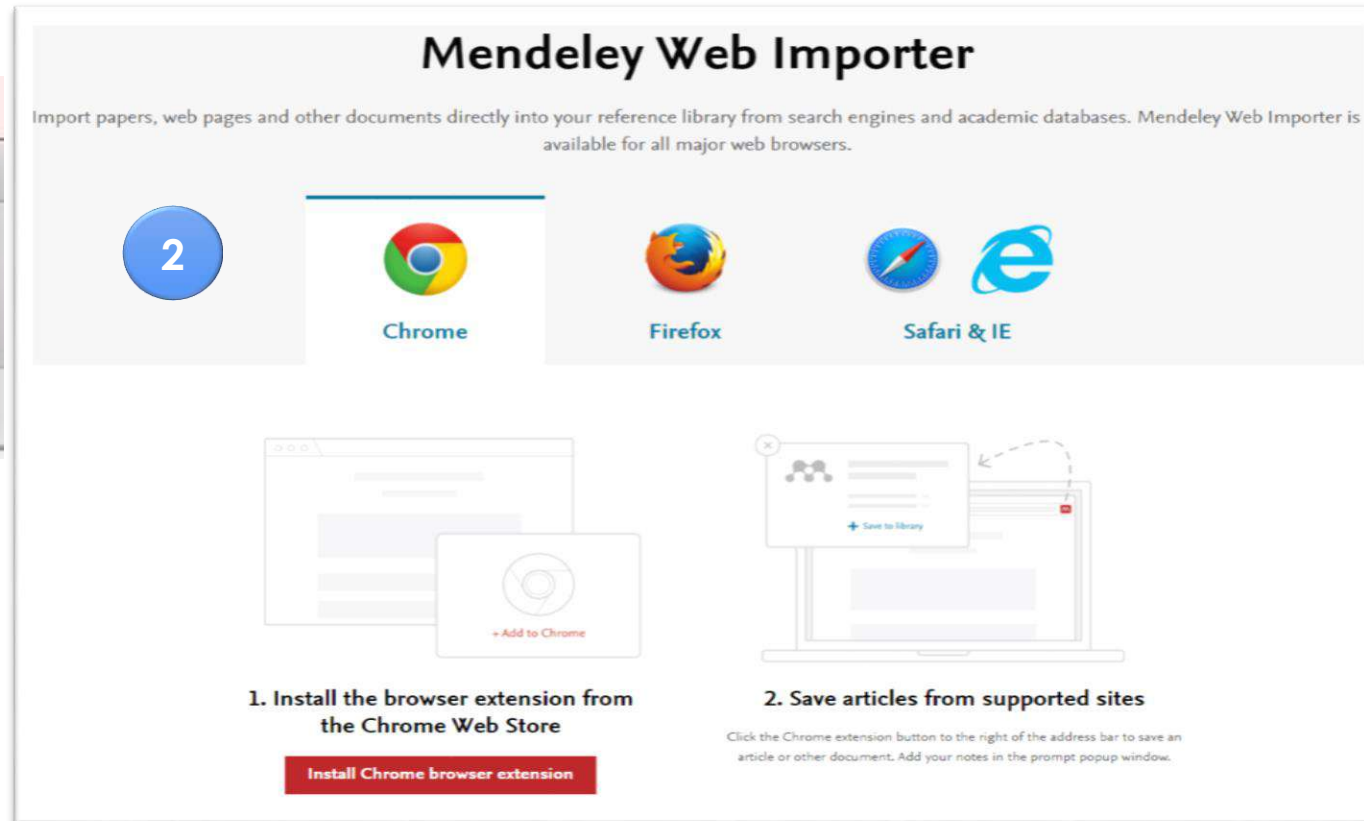 Mendeley Web Importer
Import papers, web pages and other documents directly into your reference library from search engines and academic databases. Mendeley Web Importer is
available for all major web browsers.
2
Chrome
Firefox
Safari & IE
+ Add to Chrome
+ Save to library
1. Install the browser extension from
the Chrome Web Store
Install Chrome browser extension
2. Save articles from supported sites
Click the Chrome extension button to the right of the address bar to save an
article or other document. Add your notes in the prompt popup window.